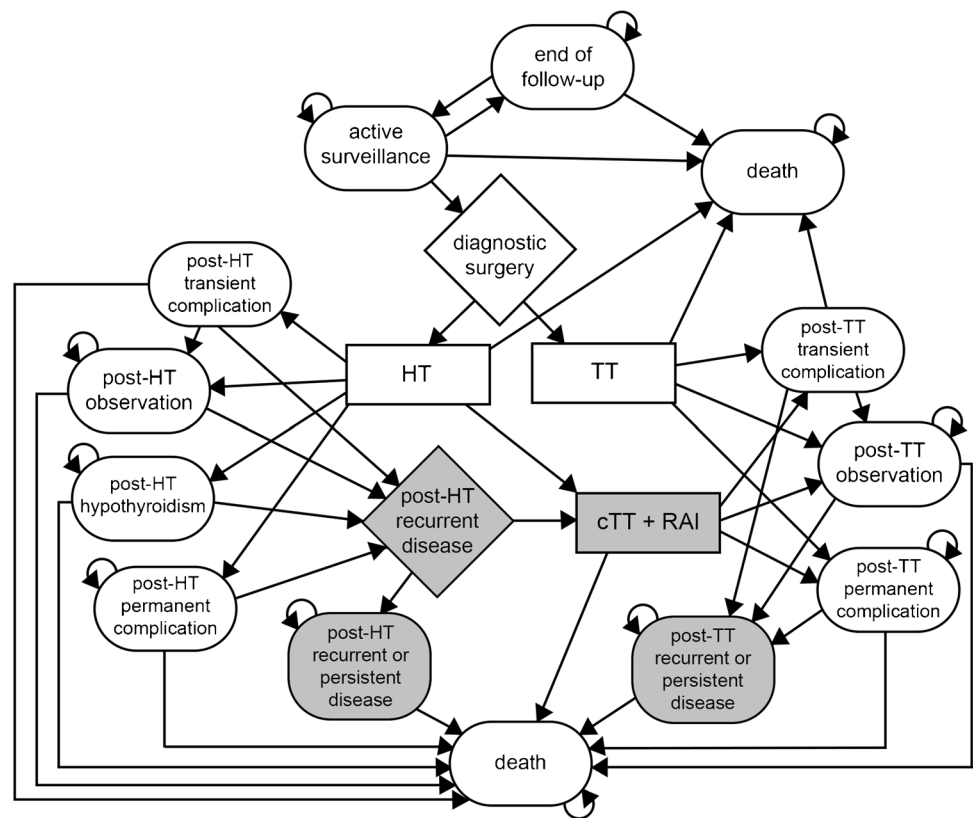 end of
follow-up
active
surveillance
death
diagnostic
surgery
post-HT
transient
complication
post-TT
transient
complication
HT
TT
post-HT
observation
post-TT
observation
post-HT
hypothyroidism
post-HT
recurrent
disease
cTT + RAI
post-HT
permanent
complication
post-TT
permanent
complication
post-HT
recurrent or
persistent
disease
post-TT
recurrent or
persistent
disease
death